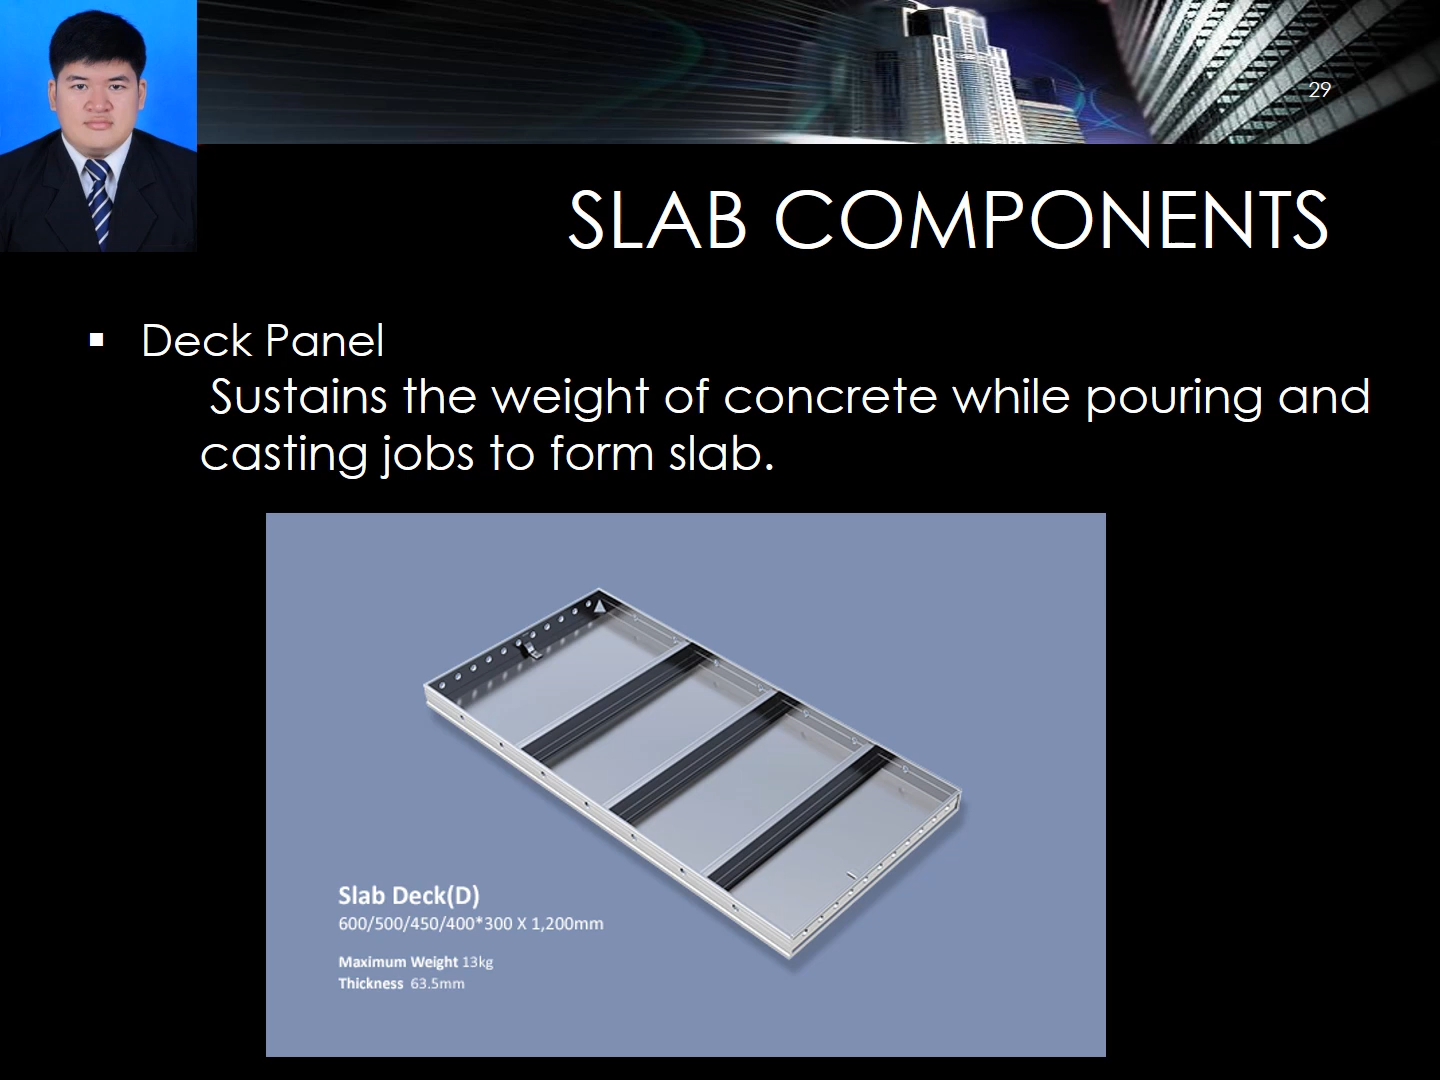 29
SLAB COMPONENTS
▪ Deck Panel
Sustains the weight of concrete while pouring and
casting jobs to form slab.
Slab Deck(D)
600/500/450/400*300 X 1,200mm
Maximum Weight 13kg
Thickness 63.5mm